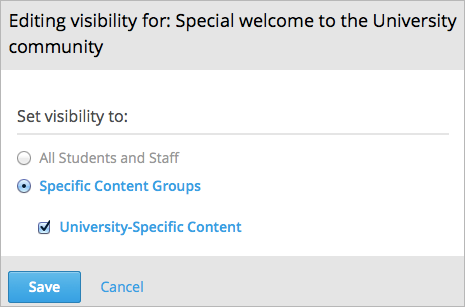 Editing visibility for: Special welcome to the University
community
Set visibility to:
All Students and Staff
Specific Content Groups
University-Specific Content
Save Cancel